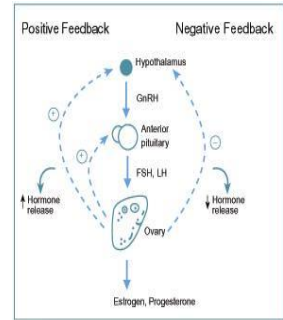 Positive Feedback
Negative Feedback
Hypothalamus
GnRH
Anterior
pituitary
+
+
−
FSH, LH
↑ Hormone
release
↓ Hormone
release
Ovary
Estrogen, Progesterone